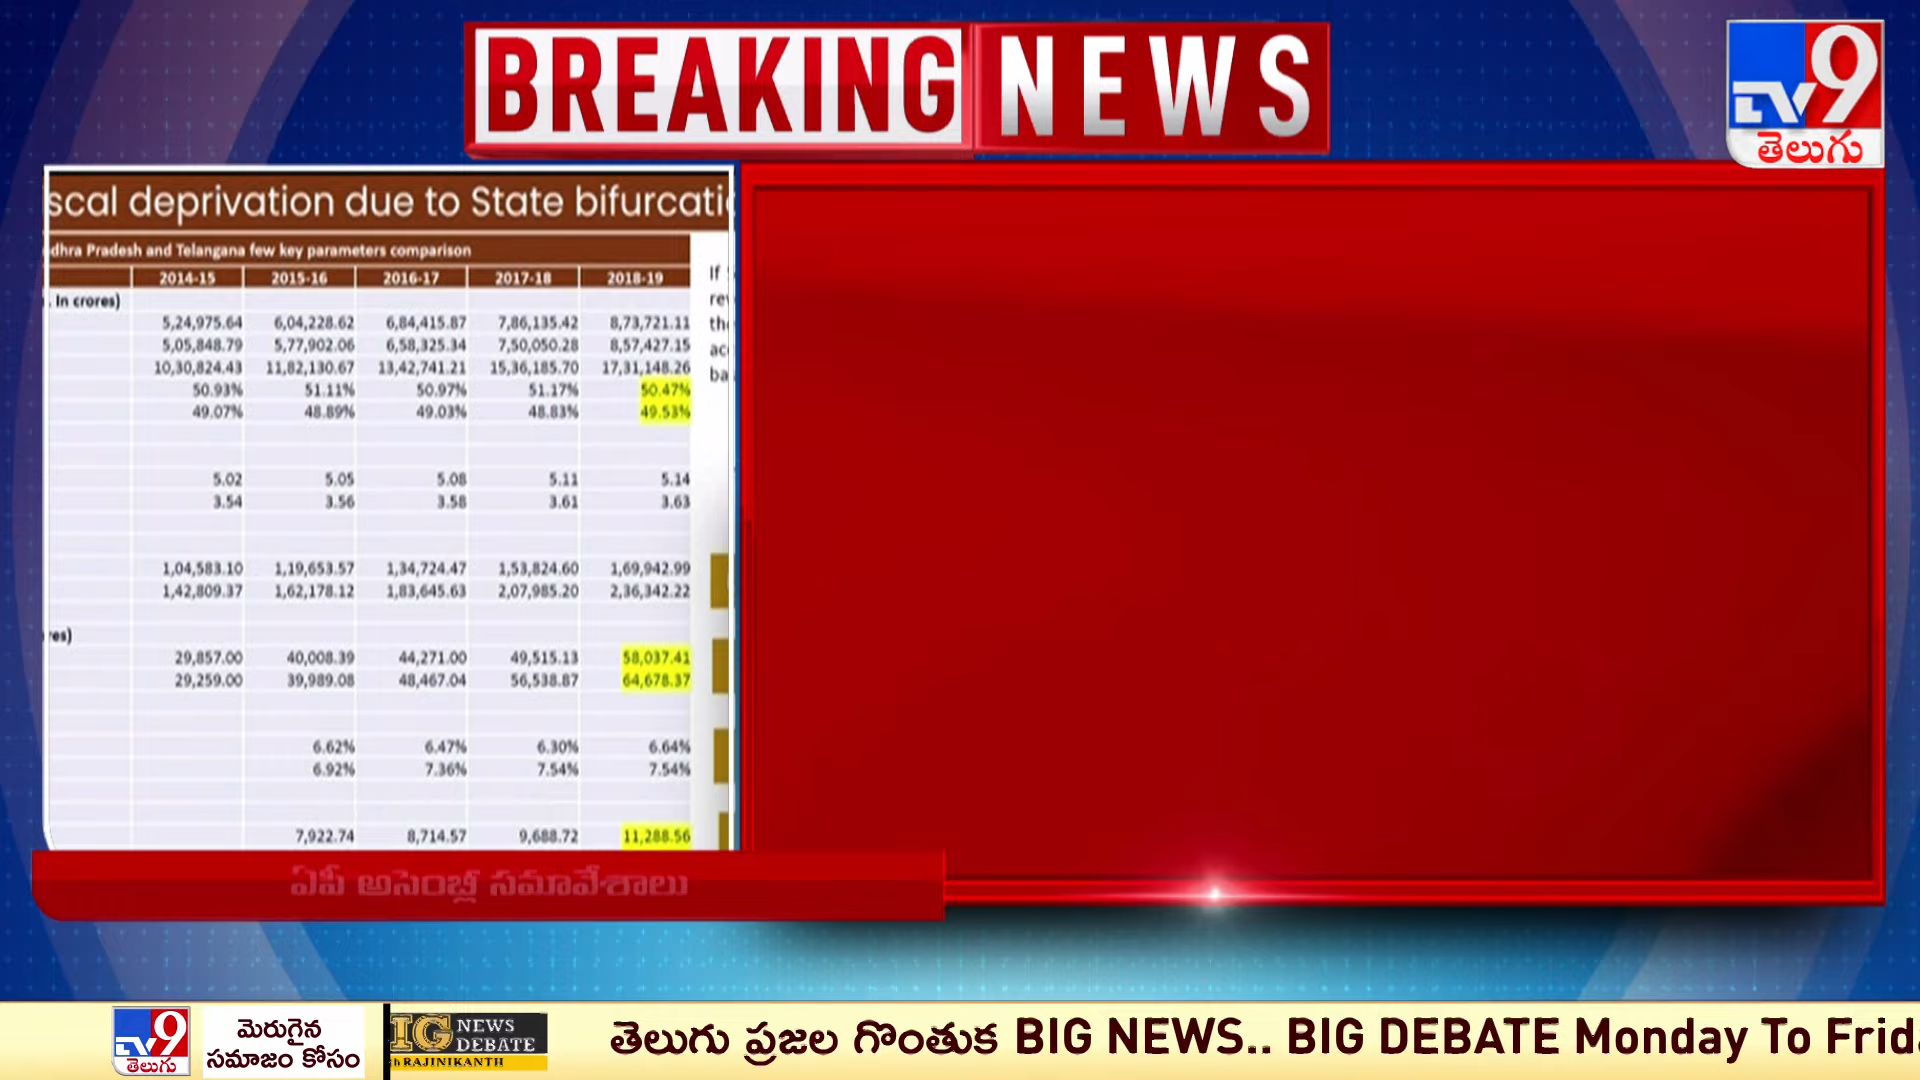 BREAKING NEWS
TV9
తెలుగు
scal deprivation due to State bifurcati
dhra Pradesh and Telangana few key parameters comparison
2014-15 2015-16 2016-17 2017-18 2018-19
. In crores)
5,24,975.64 6,04,228.62 6,84,415.87 7,86,135.42 8,73,721.11
5,05,848.79 5,77,902.06 6,58,325.34 7,50,050.28 8,57,427.15
10,30,824.43 11,82,130.67 13,42,741.21 15,36,185.70 17,31,148.26
50.93% 51.11% 50.97% 51.17% 50.47%
49.07% 48.89% 49.03% 48.83% 49.53%
5.02 5.05 5.08 5.11 5.14
3.54 3.56 3.58 3.61 3.63
1,04,583.10 1,19,653.57 1,34,724.47 1,53,824.60 1,69,942.99
1,42,809.37 1,62,178.12 1,83,645.63 2,07,985.20 2,36,342.22
res)
29,857.00 40,008.39 44,271.00 49,515.13 58,037.41
29,259.00 39,989.08 48,467.04 56,538.87 64,678.37
6.62% 6.47% 6.30% 6.64%
6.92% 7.36% 7.54% 7.54%
7,922.74 8,714.57 9,688.72 11,288.56
If
rev
the
acc
ba
ఏపీ అసెంబ్లీ సమావేశాలు
TV9
తెలుగు
మెరుగైన
సమాజం కోసం
IG NEWS
DEBATE
h RAJINIKANTH
తెలుగు ప్రజల గొంతుక BIG NEWS.. BIG DEBATE Monday To Frid